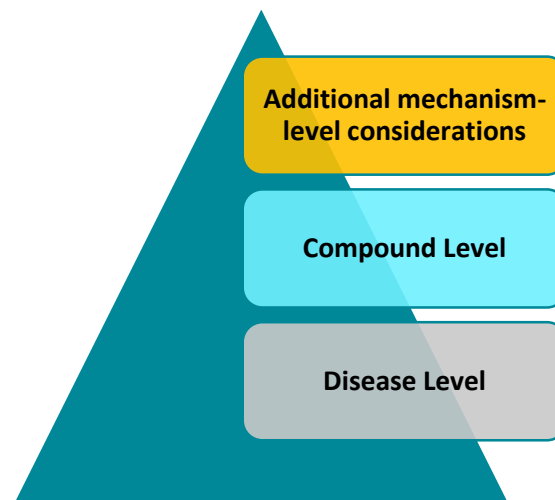 Additional mechanism-
level considerations
Compound Level
Disease Level